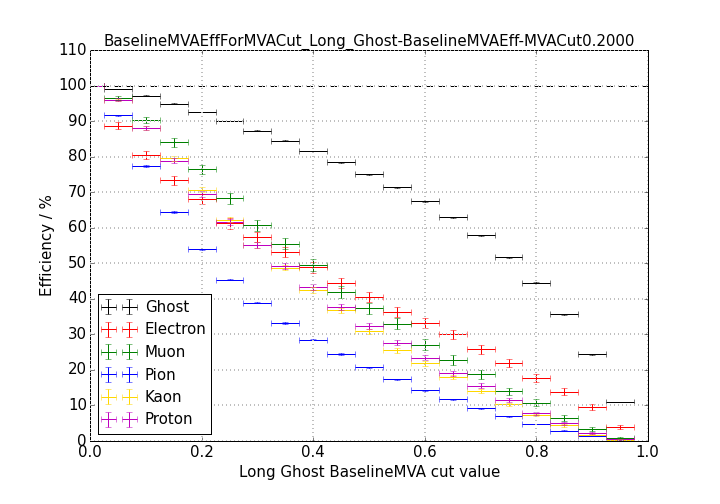 BaselineMVAEffForMVACut_Long_Ghost-BaselineMVAEff-MVACut0.2000
110
100
90
80
70
60
50
40
30
20
10
0
Efficiency / %
Ghost
Electron
Muon
Pion
Kaon
Proton
0.0 0.2 0.4 0.6 0.8 1.0
Long Ghost BaselineMVA cut value